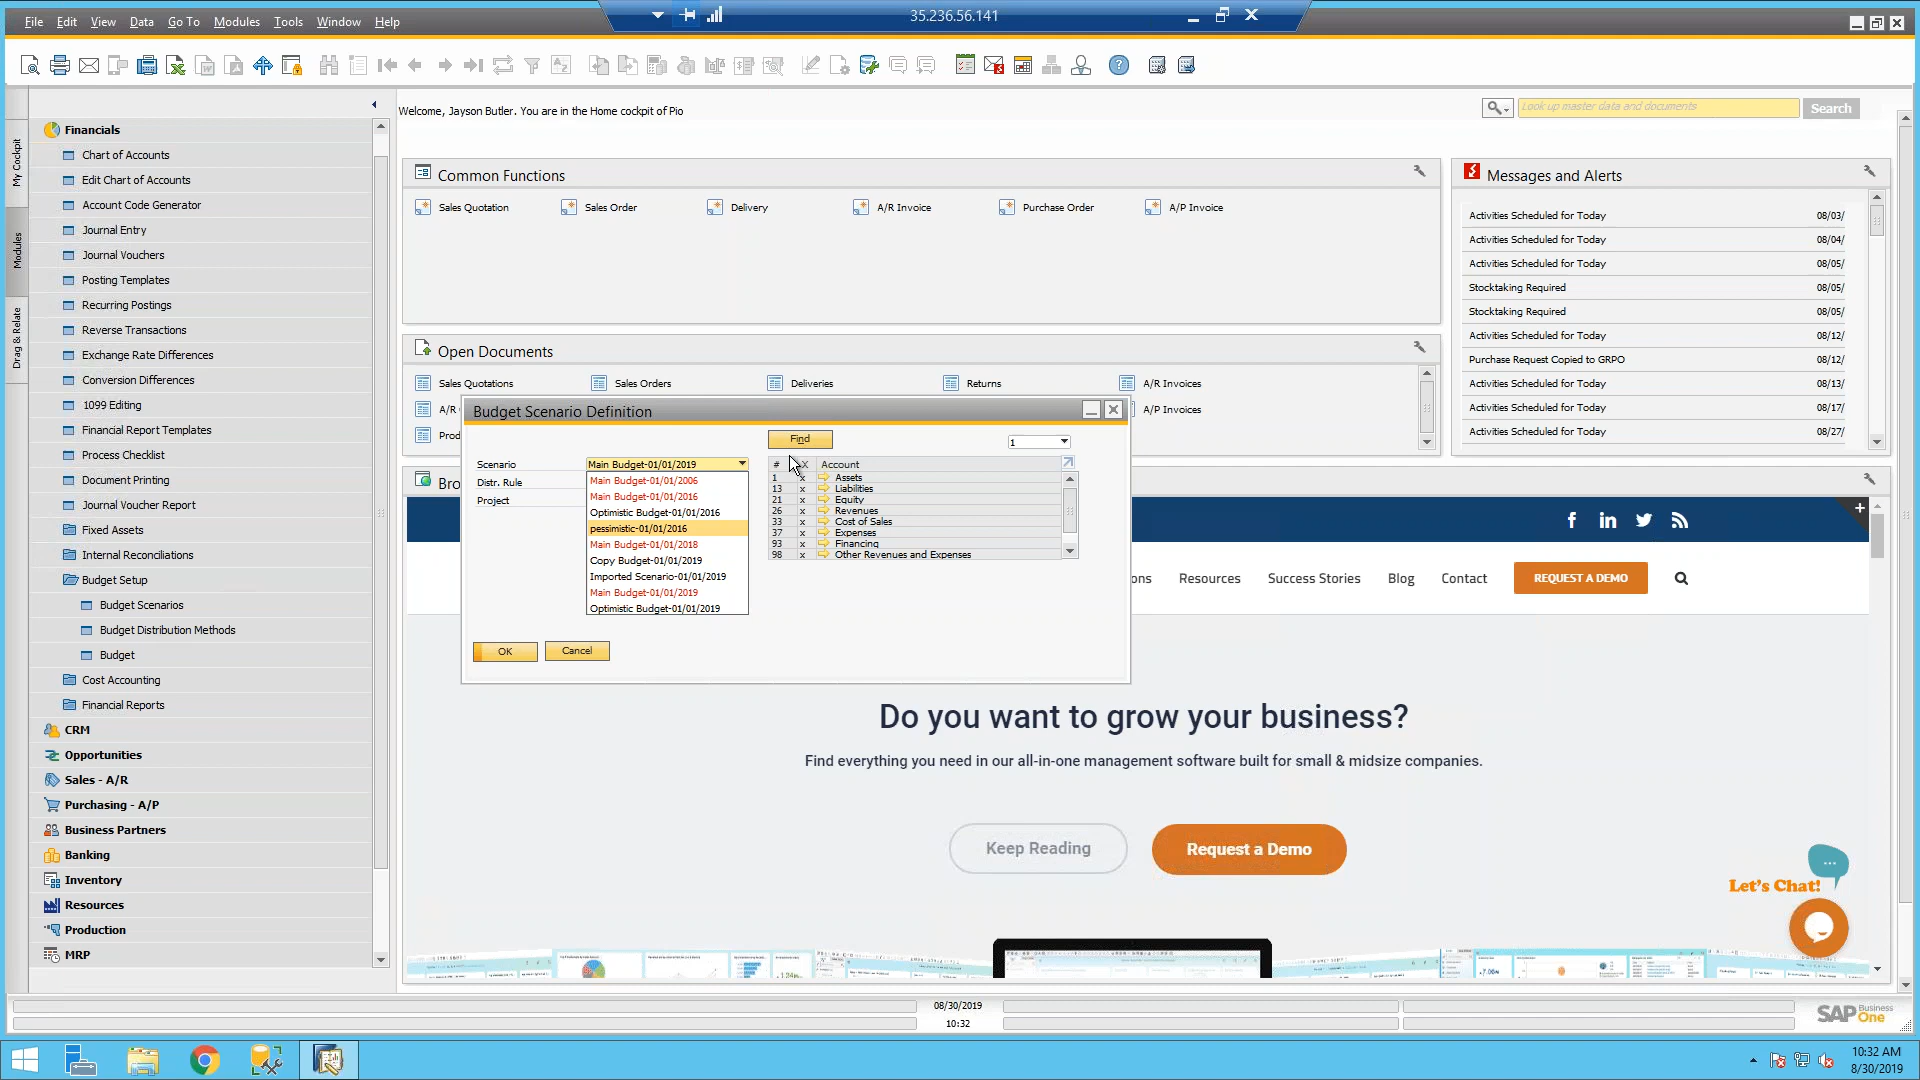 35.236.56.141
File Edit View Data Go To Modules Tools Window Help
Welcome, Jayson Butler. You are in the Home cockpit of Pio
Look up master data and documents
Search
My Cockpit
Modules
Drag & Relate
Financials
Chart of Accounts
Edit Chart of Accounts
Account Code Generator
Journal Entry
Journal Vouchers
Posting Templates
Recurring Postings
Reverse Transactions
Exchange Rate Differences
Conversion Differences
1099 Editing
Financial Report Templates
Process Checklist
Document Printing
Journal Voucher Report
Fixed Assets
Internal Reconciliations
Budget Setup
Budget Scenarios
Budget Distribution Methods
Budget
Cost Accounting
Financial Reports
CRM
Opportunities
Sales - A/R
Purchasing - A/P
Business Partners
Banking
Inventory
Resources
Production
MRP
Common Functions
Sales Quotation
Sales Order
Delivery
A/R Invoice
Purchase Order
A/P Invoice
Messages and Alerts
Activities Scheduled for Today 08/03/
Activities Scheduled for Today 08/04/
Activities Scheduled for Today 08/05/
Stocktaking Required 08/05/
Stocktaking Required 08/05/
Activities Scheduled for Today 08/12/
Purchase Request Copied to GRPO 08/12/
Activities Scheduled for Today 08/13/
Activities Scheduled for Today 08/17/
Activities Scheduled for Today 08/27/
Open Documents
Sales Quotations
Sales Orders
Deliveries
Returns
A/R Invoices
A/R
A/P Invoices
Prod
Bro
Budget Scenario Definition
Find
1
Scenario
Distr. Rule
Project
Main Budget-01/01/2019
Main Budget-01/01/2006
Main Budget-01/01/2016
Optimistic Budget-01/01/2016
pessimistic-01/01/2016
Main Budget-01/01/2018
Copy Budget-01/01/2019
Imported Scenario-01/01/2019
Main Budget-01/01/2019
Optimistic Budget-01/01/2019
# X Account
1 x Assets
13 x Liabilities
21 x Equity
26 x Revenues
33 x Cost of Sales
37 x Expenses
93 x Financing
98 x Other Revenues and Expenses
OK
Cancel
ons Resources Success Stories Blog Contact REQUEST A DEMO
Do you want to grow your business?
Find everything you need in our all-in-one management software built for small & midsize companies.
Keep Reading
Request a Demo
Let's Chat!
08/30/2019
10:32
SAP Business One
10:32 AM
8/30/2019